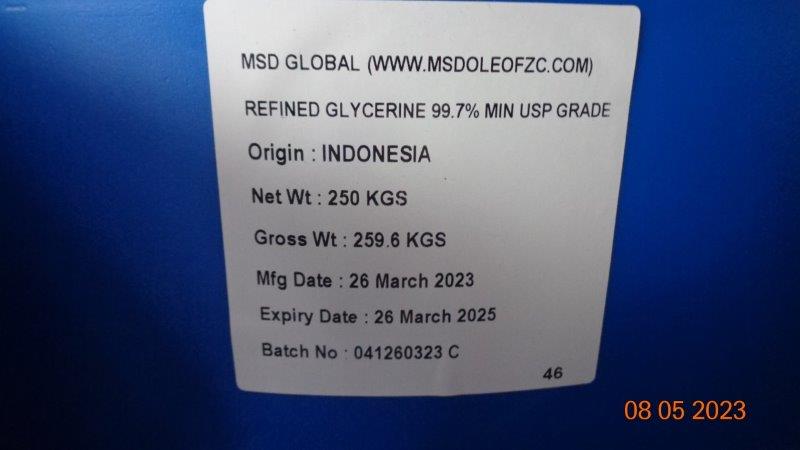 MSD GLOBAL (WWW.MSDOLEOFZC.COM)
REFINED GLYCERINE 99.7% MIN USP GRADE
Origin : INDONESIA
Net Wt : 250 KGS
Gross Wt : 259.6 KGS
Mfg Date : 26 March 2023
Expiry Date : 26 March 2025
Batch No : 041260323 C
46
08 05 2023